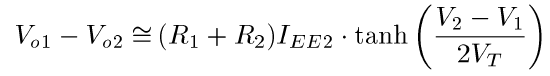 $V_{o1} - V_{o2} \cong (R_1 + R_2) I_{EE2} \cdot \tanh\left(\frac{V_2 - V_1}{2V_T}\right)$